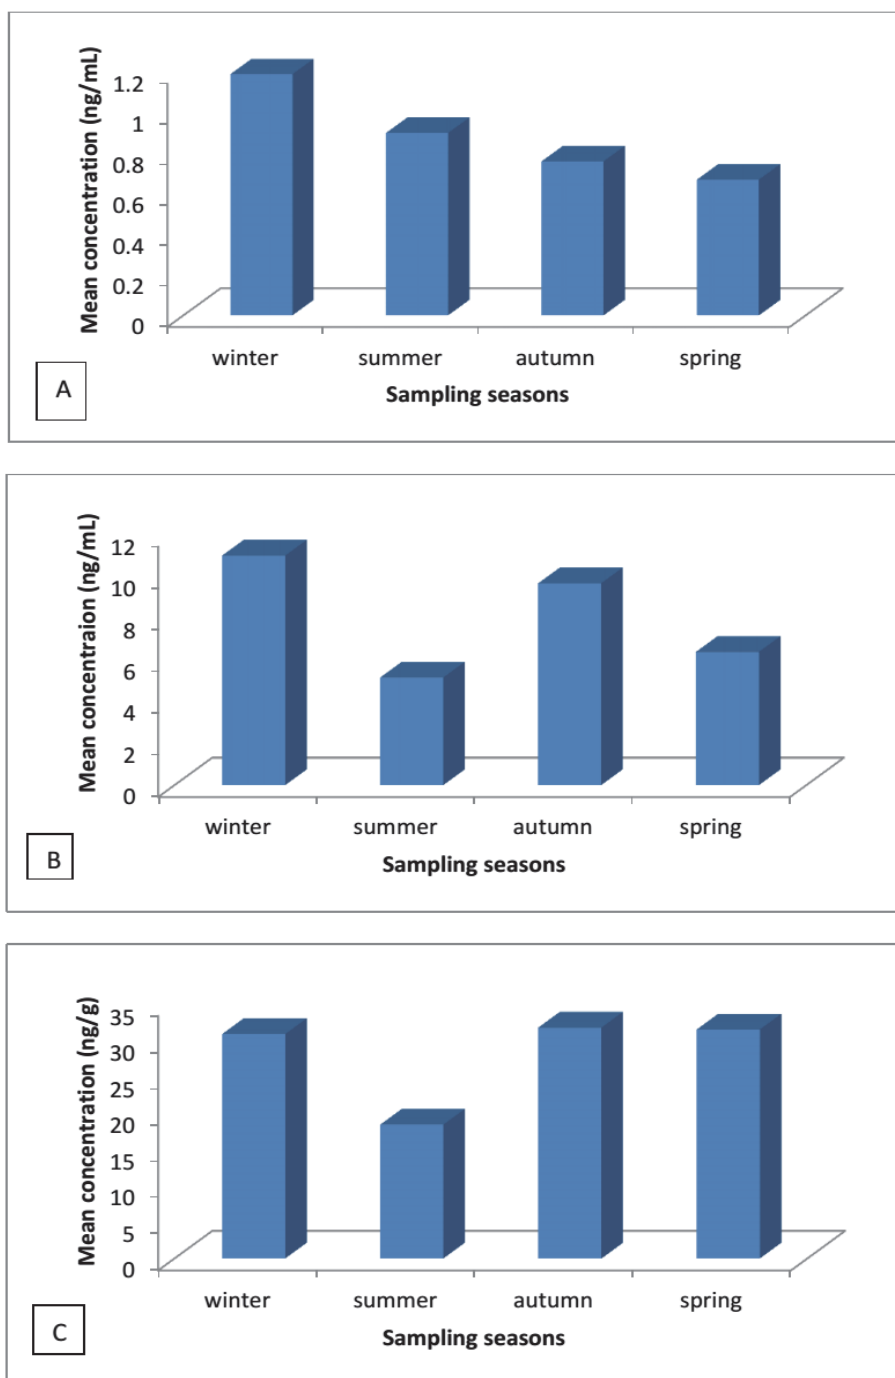 Mean concentration (ng/mL)
1.2
1
0.8
0.6
0.4
0.2
0
winter summer autumn spring
Sampling seasons
A
Mean concentraion (ng/mL)
12
10
8
6
4
2
0
winter summer autumn spring
Sampling seasons
B
Mean concentration (ng/g)
35
30
25
20
15
10
5
0
winter summer autumn spring
Sampling seasons
C